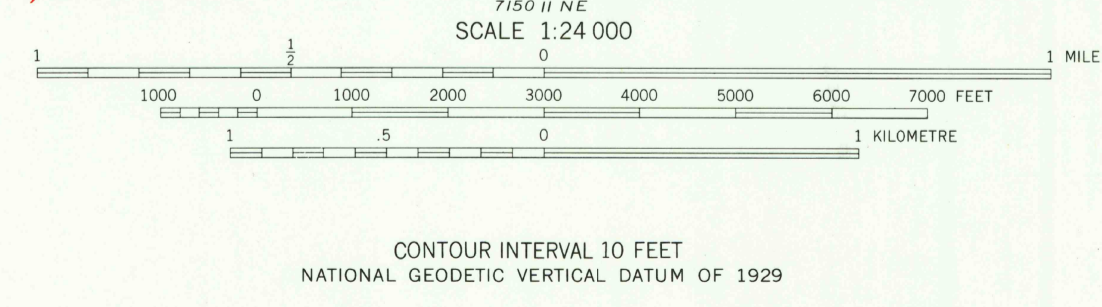 7150 II NE
SCALE 1:24 000
1 1/2 0 1 MILE
1000 0 1000 2000 3000 4000 5000 6000 7000 FEET
1 .5 0 1 KILOMETRE
CONTOUR INTERVAL 10 FEET
NATIONAL GEODETIC VERTICAL DATUM OF 1929